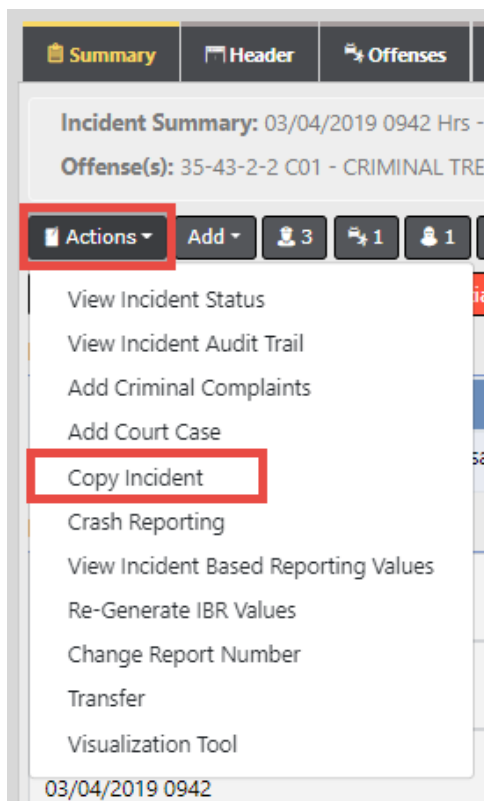 Summary Header Offenses
Incident Summary: 03/04/2019 0942 Hrs -
Offense(s): 35-43-2-2 C01 - CRIMINAL TRE
Actions Add 3 1 1
View Incident Status
View Incident Audit Trail
Add Criminal Complaints
Add Court Case
Copy Incident
Crash Reporting
View Incident Based Reporting Values
Re-Generate IBR Values
Change Report Number
Transfer
Visualization Tool
03/04/2019 0942